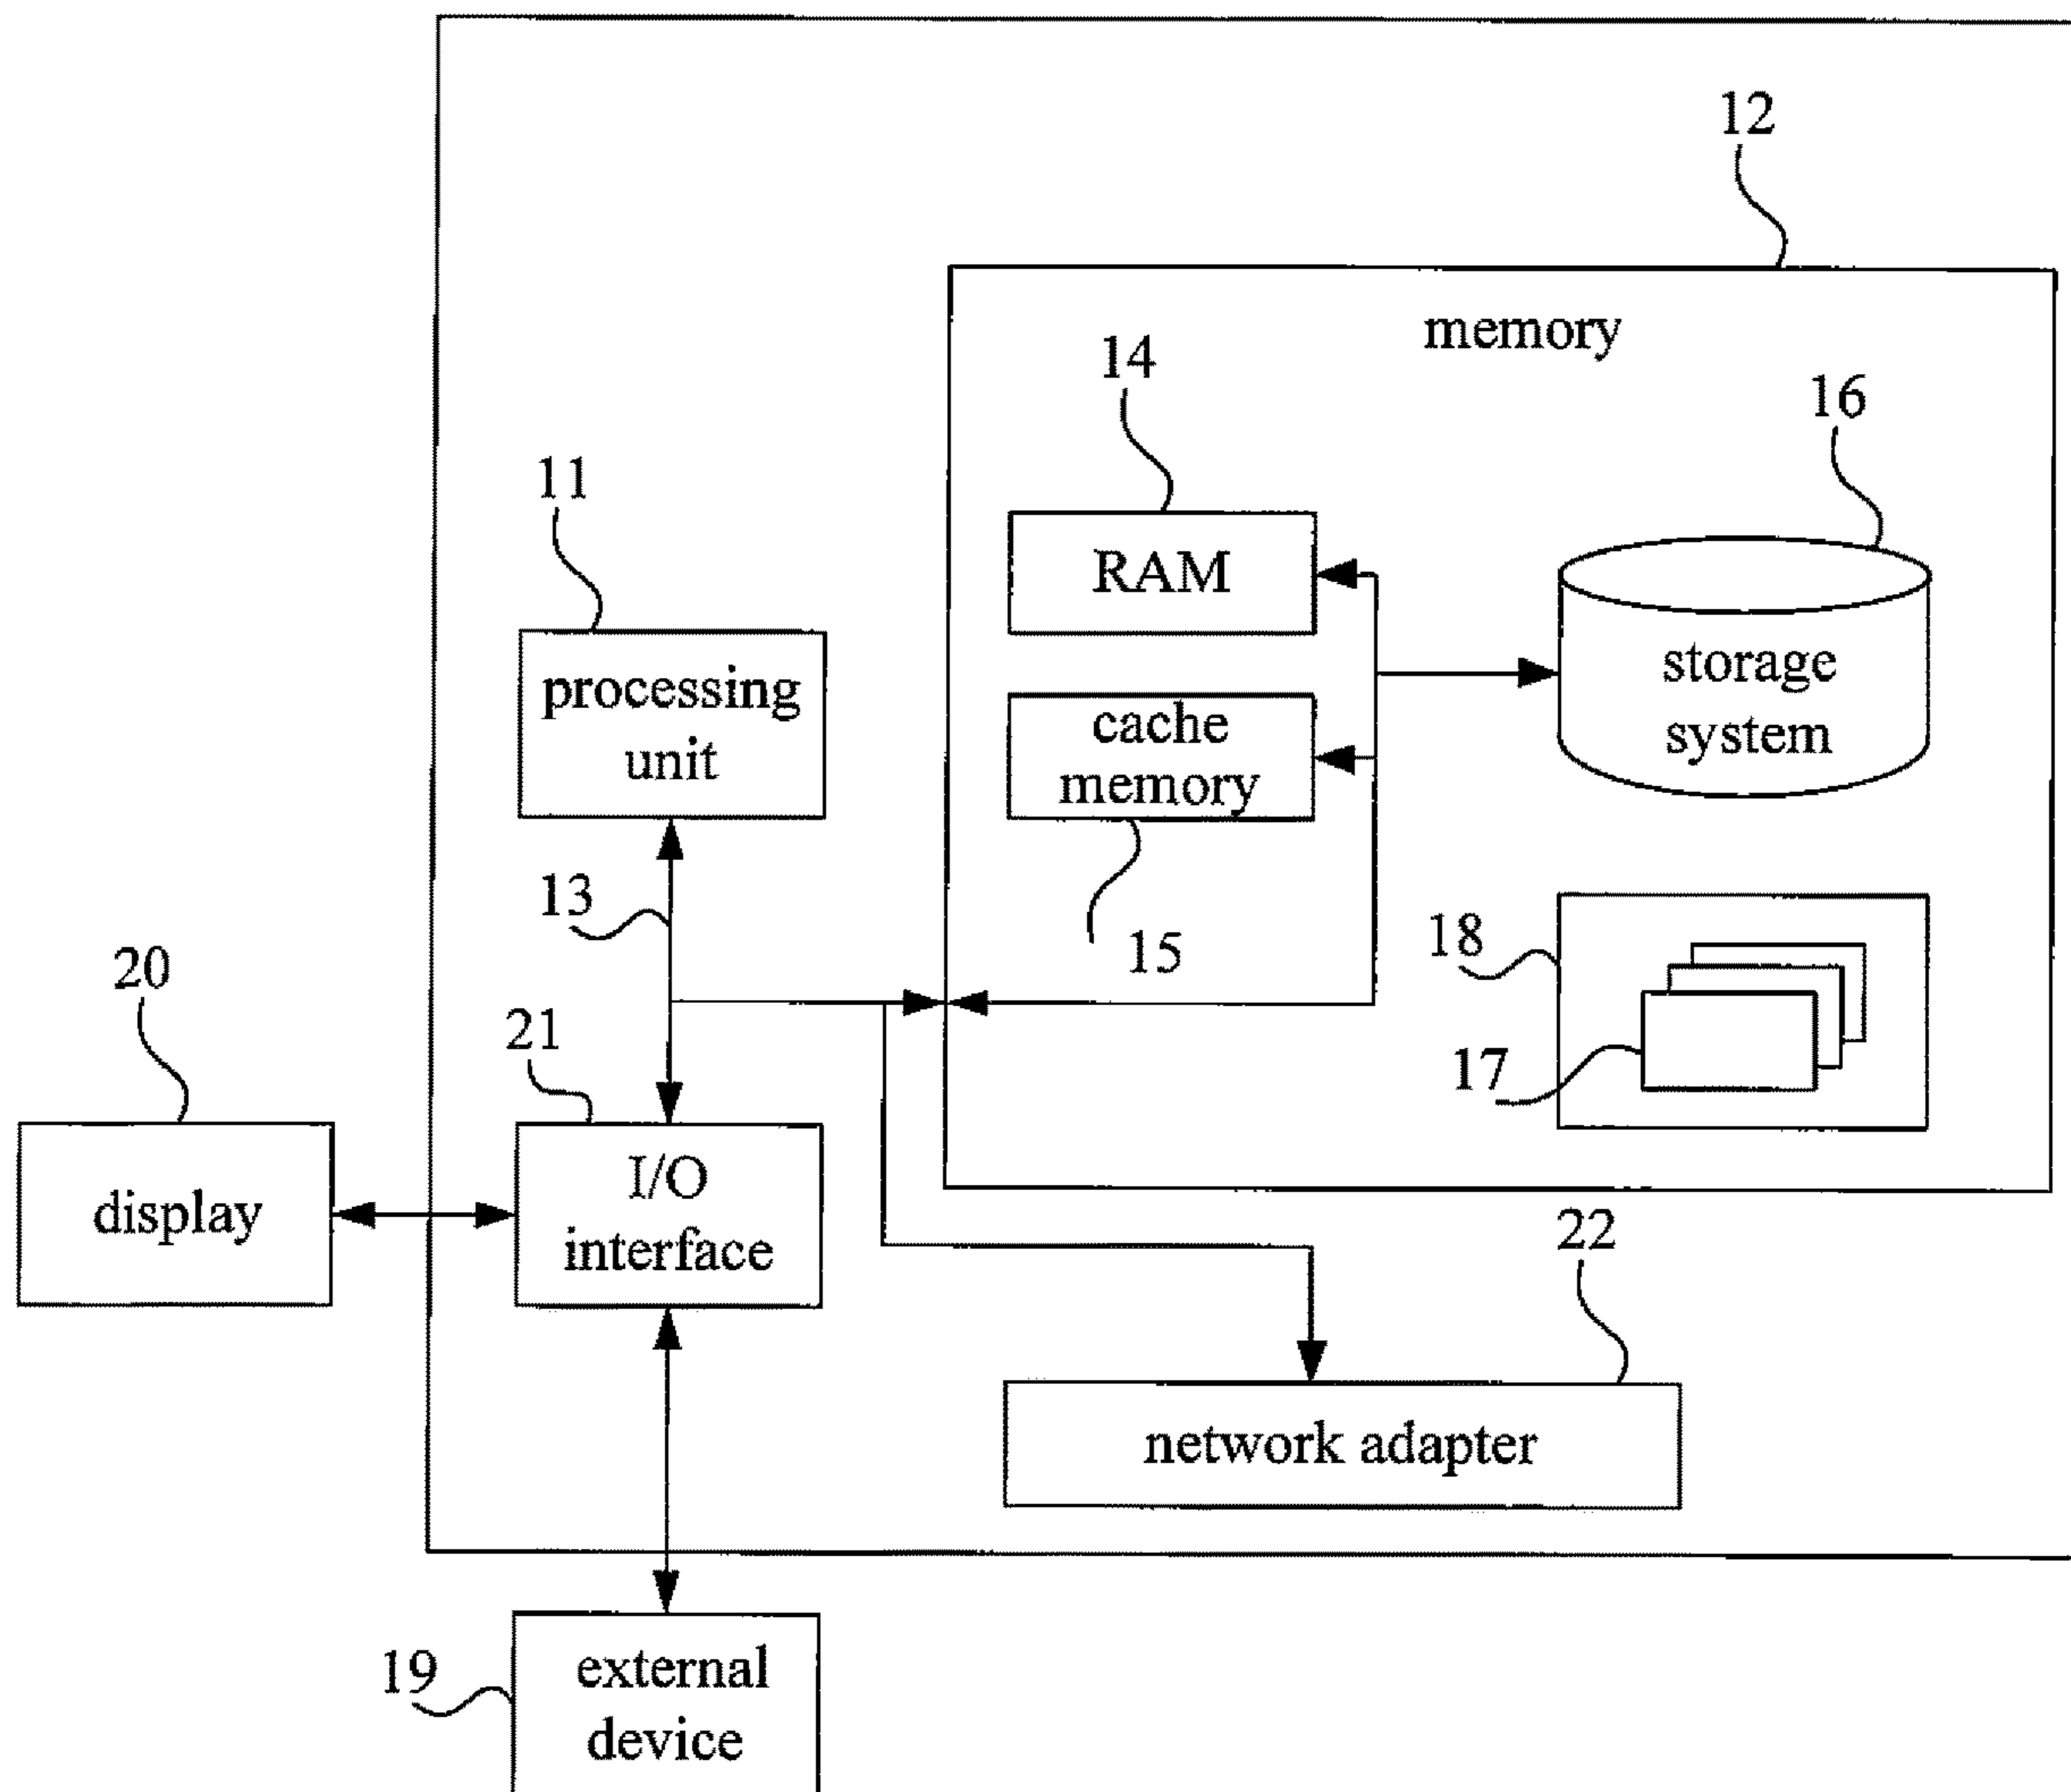 12
memory
14
16
11
RAM
storage
system
processing
unit
cache
memory
13
15
18
20
21
17
display
I/O
interface
22
network adapter
19
external
device